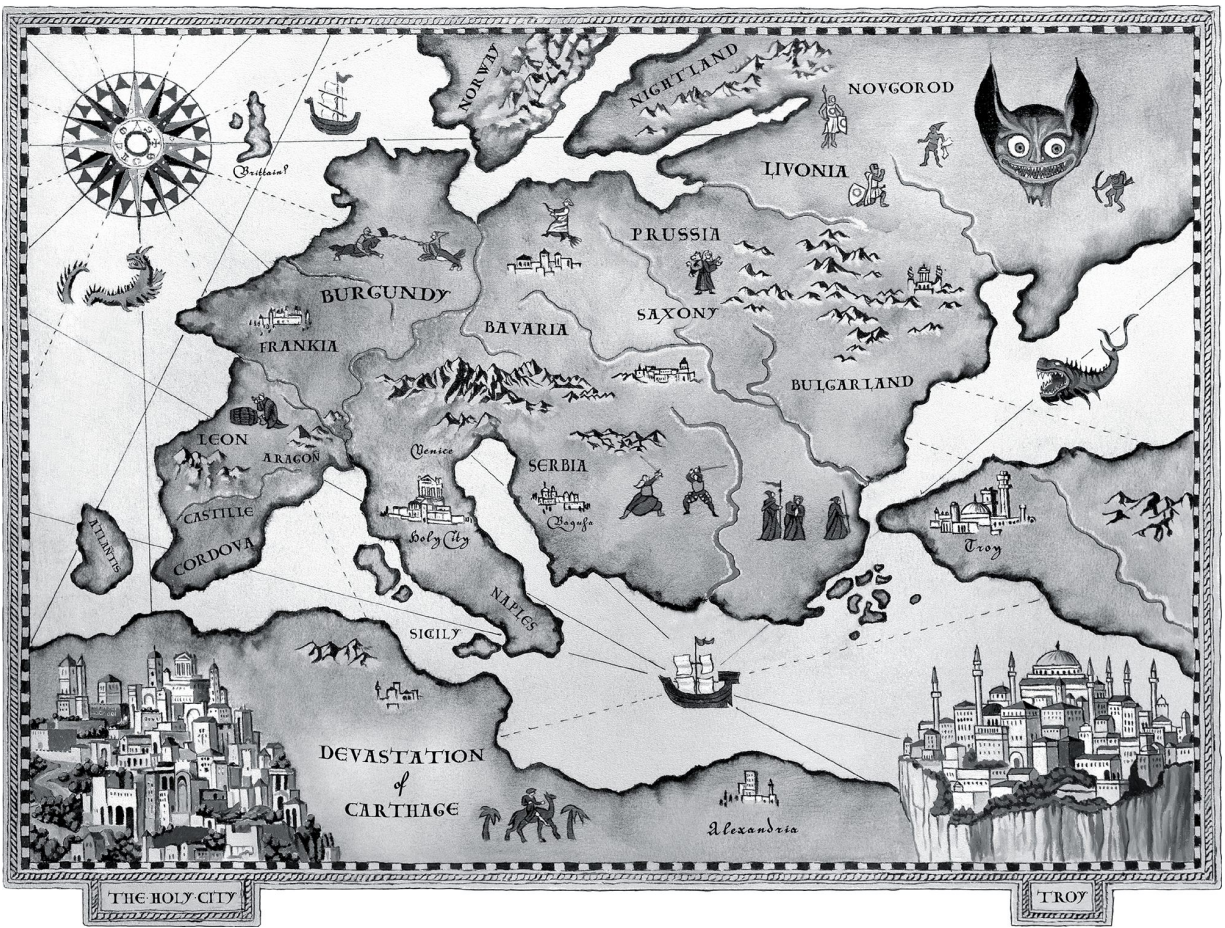 NORWAY
NIGHTLAND
NOVGOROD
Brittain?
LIVONIA
PRUSSIA
BURGUNDY
SAXONY
BAVARIA
FRANKIA
BULGARLAND
LEON
ARAGON
Venice
SERBIA
CASTILLE
Holy City
ATLANTIS
CORDOVA
Troy
NAPLES
SICILY
DEVASTATION
of
CARTHAGE
Alexandria
THE·HOLY·CITY
TROY